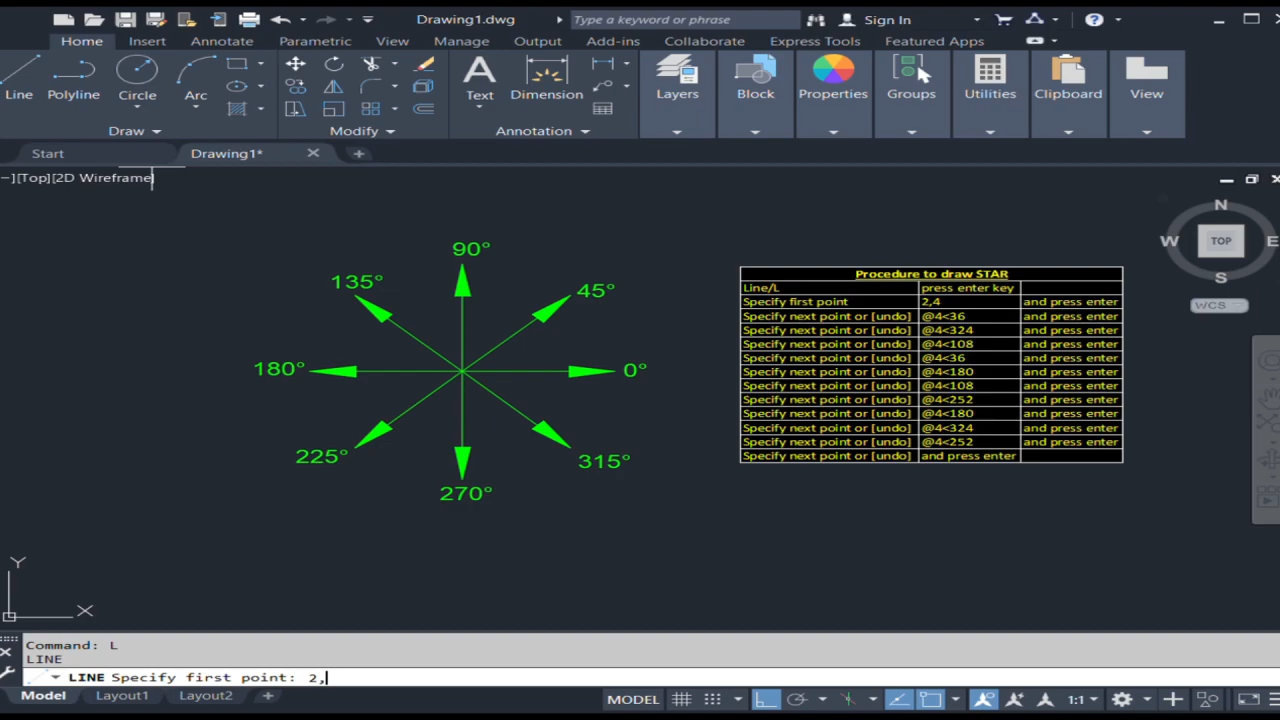 Drawing1.dwg
Type a keyword or phrase
Sign In
Home Insert Annotate Parametric View Manage Output Add-ins Collaborate Express Tools Featured Apps
Line Polyline Circle Arc Text Dimension Layers Block Properties Groups Utilities Clipboard View
Draw Modify Annotation
Start Drawing1*
−][Top][2D Wireframe]
N
W TOP E
S
WCS
90°
135° 45°
180° 0°
225° 315°
270°
Procedure to draw STAR
Line/L press enter key
Specify first point 2,4 and press enter
Specify next point or [undo] @4<36 and press enter
Specify next point or [undo] @4<324 and press enter
Specify next point or [undo] @4<108 and press enter
Specify next point or [undo] @4<36 and press enter
Specify next point or [undo] @4<180 and press enter
Specify next point or [undo] @4<108 and press enter
Specify next point or [undo] @4<252 and press enter
Specify next point or [undo] @4<180 and press enter
Specify next point or [undo] @4<324 and press enter
Specify next point or [undo] @4<252 and press enter
Specify next point or [undo] and press enter
Y
X
Command: L
LINE
LINE Specify first point: 2,
Model Layout1 Layout2 + MODEL 1:1